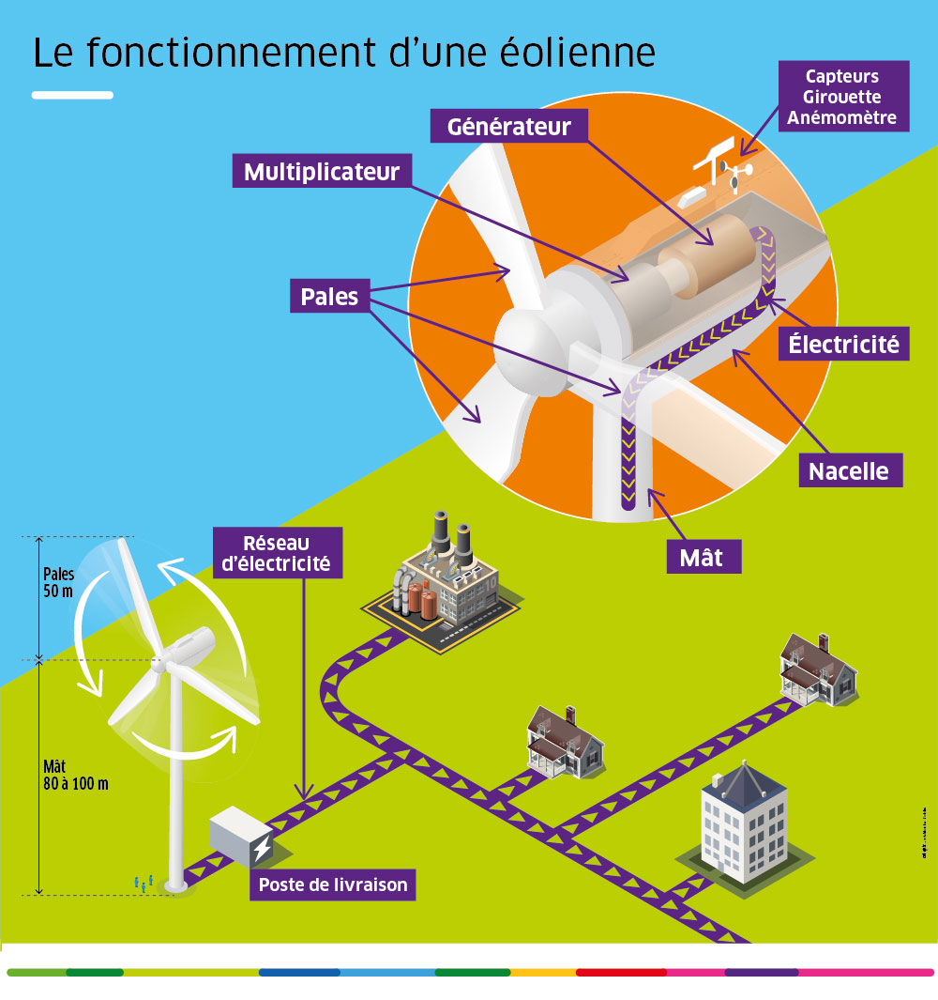 Le fonctionnement d'une éolienne
Capteurs
Girouette
Anémomètre
Générateur
Multiplicateur
Pales
Électricité
Nacelle
Mât
Réseau
d'électricité
Pales
50 m
Mât
80 à 100 m
10
Poste de livraison